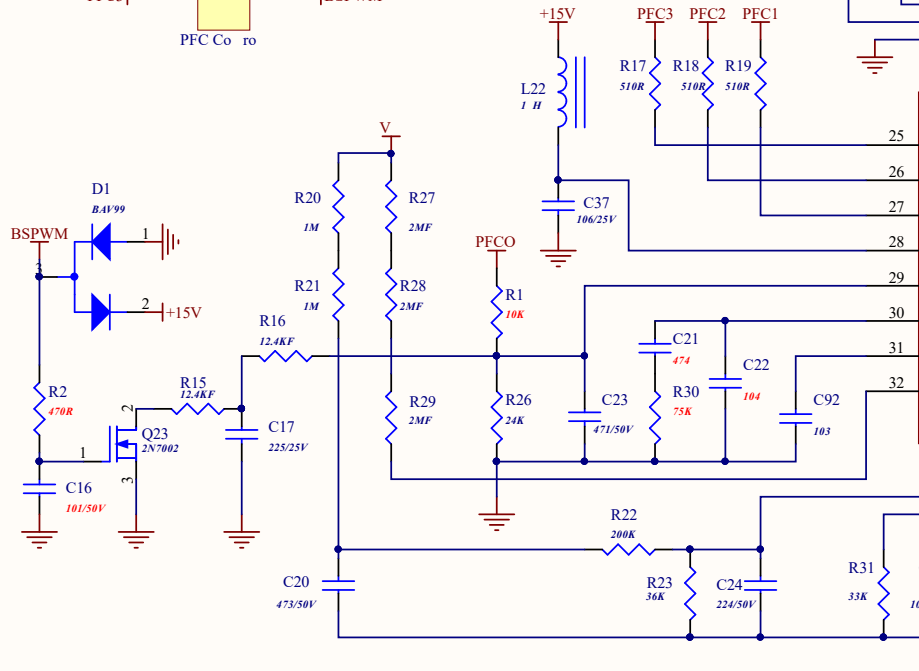 PFC Co ro
+15V
PFC3
PFC2
PFC1
R17
510R
R18
510R
R19
510R
L22
1 H
25
26
27
28
29
30
31
32
V
D1
BAV99
BSPWM
1
3
2
+15V
R20
1M
R27
2MF
C37
106/25V
PFCO
R21
1M
R28
2MF
R1
10K
R16
12.4KF
C21
474
C22
104
R2
470R
R15
12.4KF
2
R29
2MF
R26
24K
C23
471/50V
R30
75K
C92
103
Q23
2N7002
1
3
C17
225/25V
C16
101/50V
R22
200K
C20
473/50V
R23
36K
C24
224/50V
R31
33K